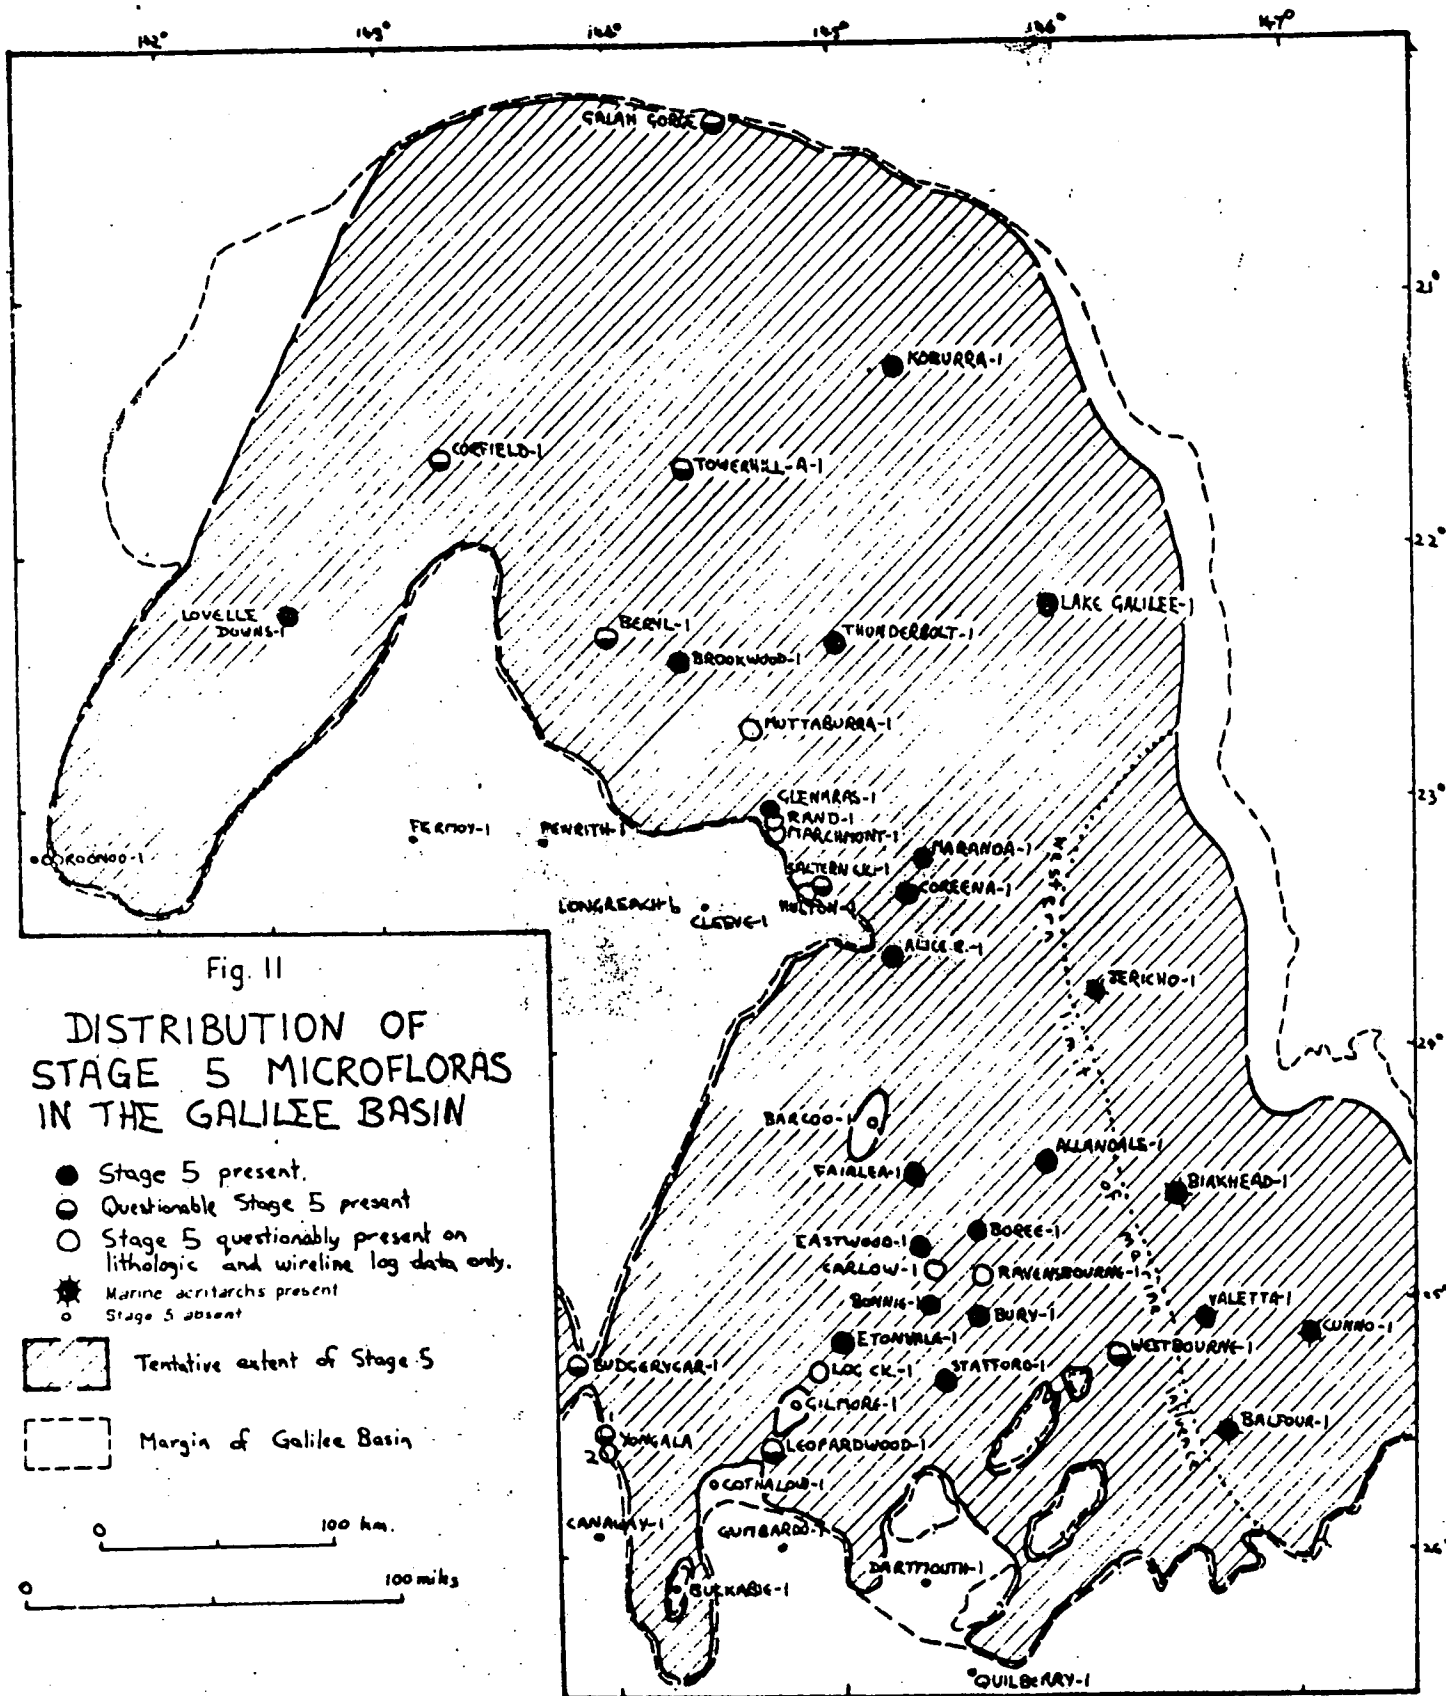 142°
143°
144°
145°
146°
147°
GALAH GORGE
21°
KOBURRA-1
CORFIELD-1
TOWERHILL-A-1
22°
LOVELLE
DOWNS-1
BERYL-1
BROOKWOOD-1
THUNDERBOLT-1
LAKE GALILEE-1
MUTTABURRA-1
23°
GLENARAS-1
RAND-1
MARCHMONT-1
FERMOY-1
PENRITH-1
MARANDA-1
SALTERN CK-1
COREENA-1
HULTON-1
LONGREACH-1
CLEEVE-1
ALICE R.-1
JERICHO-1
24°
BARCOO-1
FAIRLEA-1
ALLANDALE-1
BIRKHEAD-1
BOREE-1
EASTWOOD-1
CARLOW-1
RAVENSBOURNE-1
BONNIE-1
BURY-1
VALETTA-1
25°
CUNNO-1
ETONVALE-1
WESTBOURNE-1
BUDGERYGAR-1
LOG CK.-1
STAFFORD-1
GILMORE-1
BALFOUR-1
YONGALA
2
LEOPARDWOOD-1
COTHALOW-1
CANAWAY-1
GUMBARDO-1
26°
DARTMOUTH-1
BUCKABIE-1
QUILBERRY-1
Western limit of marine influence
Fig. 11
DISTRIBUTION OF
STAGE 5 MICROFLORAS
IN THE GALILEE BASIN
Stage 5 present.
Questionable Stage 5 present
Stage 5 questionably present on
lithologic and wireline log data only.
Marine acritarchs present
Stage 5 absent
Tentative extent of Stage 5
Margin of Galilee Basin
0
100 km.
0
100 miles